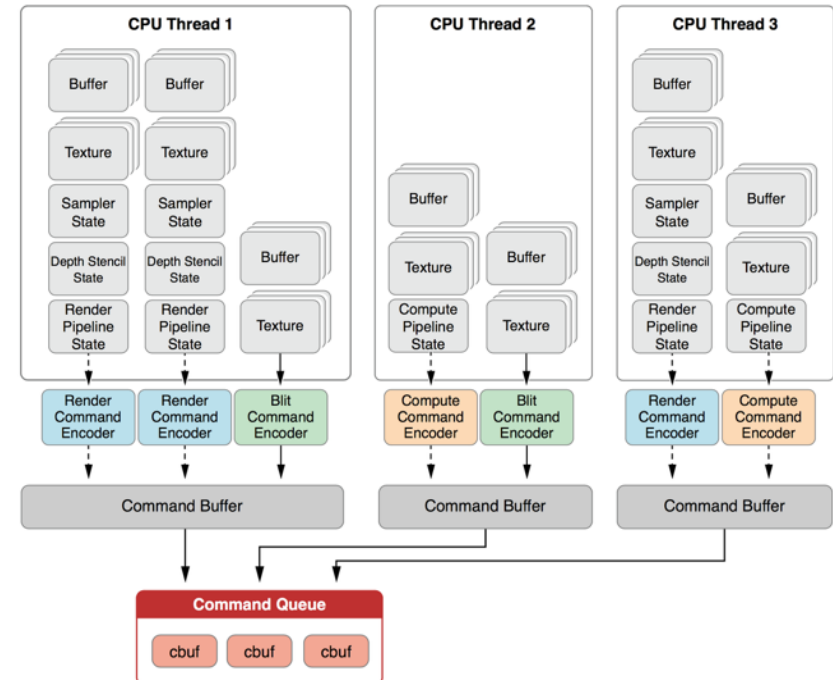 CPU Thread 1
Buffer
Texture
Sampler
State
Depth Stencil
State
Render
Pipeline
State
Buffer
Texture
Sampler
State
Depth Stencil
State
Render
Pipeline
State
Buffer
Texture
Render
Command
Encoder
Render
Command
Encoder
Blit
Command
Encoder
Command Buffer
CPU Thread 2
Buffer
Texture
Compute
Pipeline
State
Buffer
Texture
Compute
Command
Encoder
Blit
Command
Encoder
Command Buffer
CPU Thread 3
Buffer
Texture
Sampler
State
Depth Stencil
State
Render
Pipeline
State
Buffer
Texture
Compute
Pipeline
State
Render
Command
Encoder
Compute
Command
Encoder
Command Buffer
Command Queue
cbuf
cbuf
cbuf